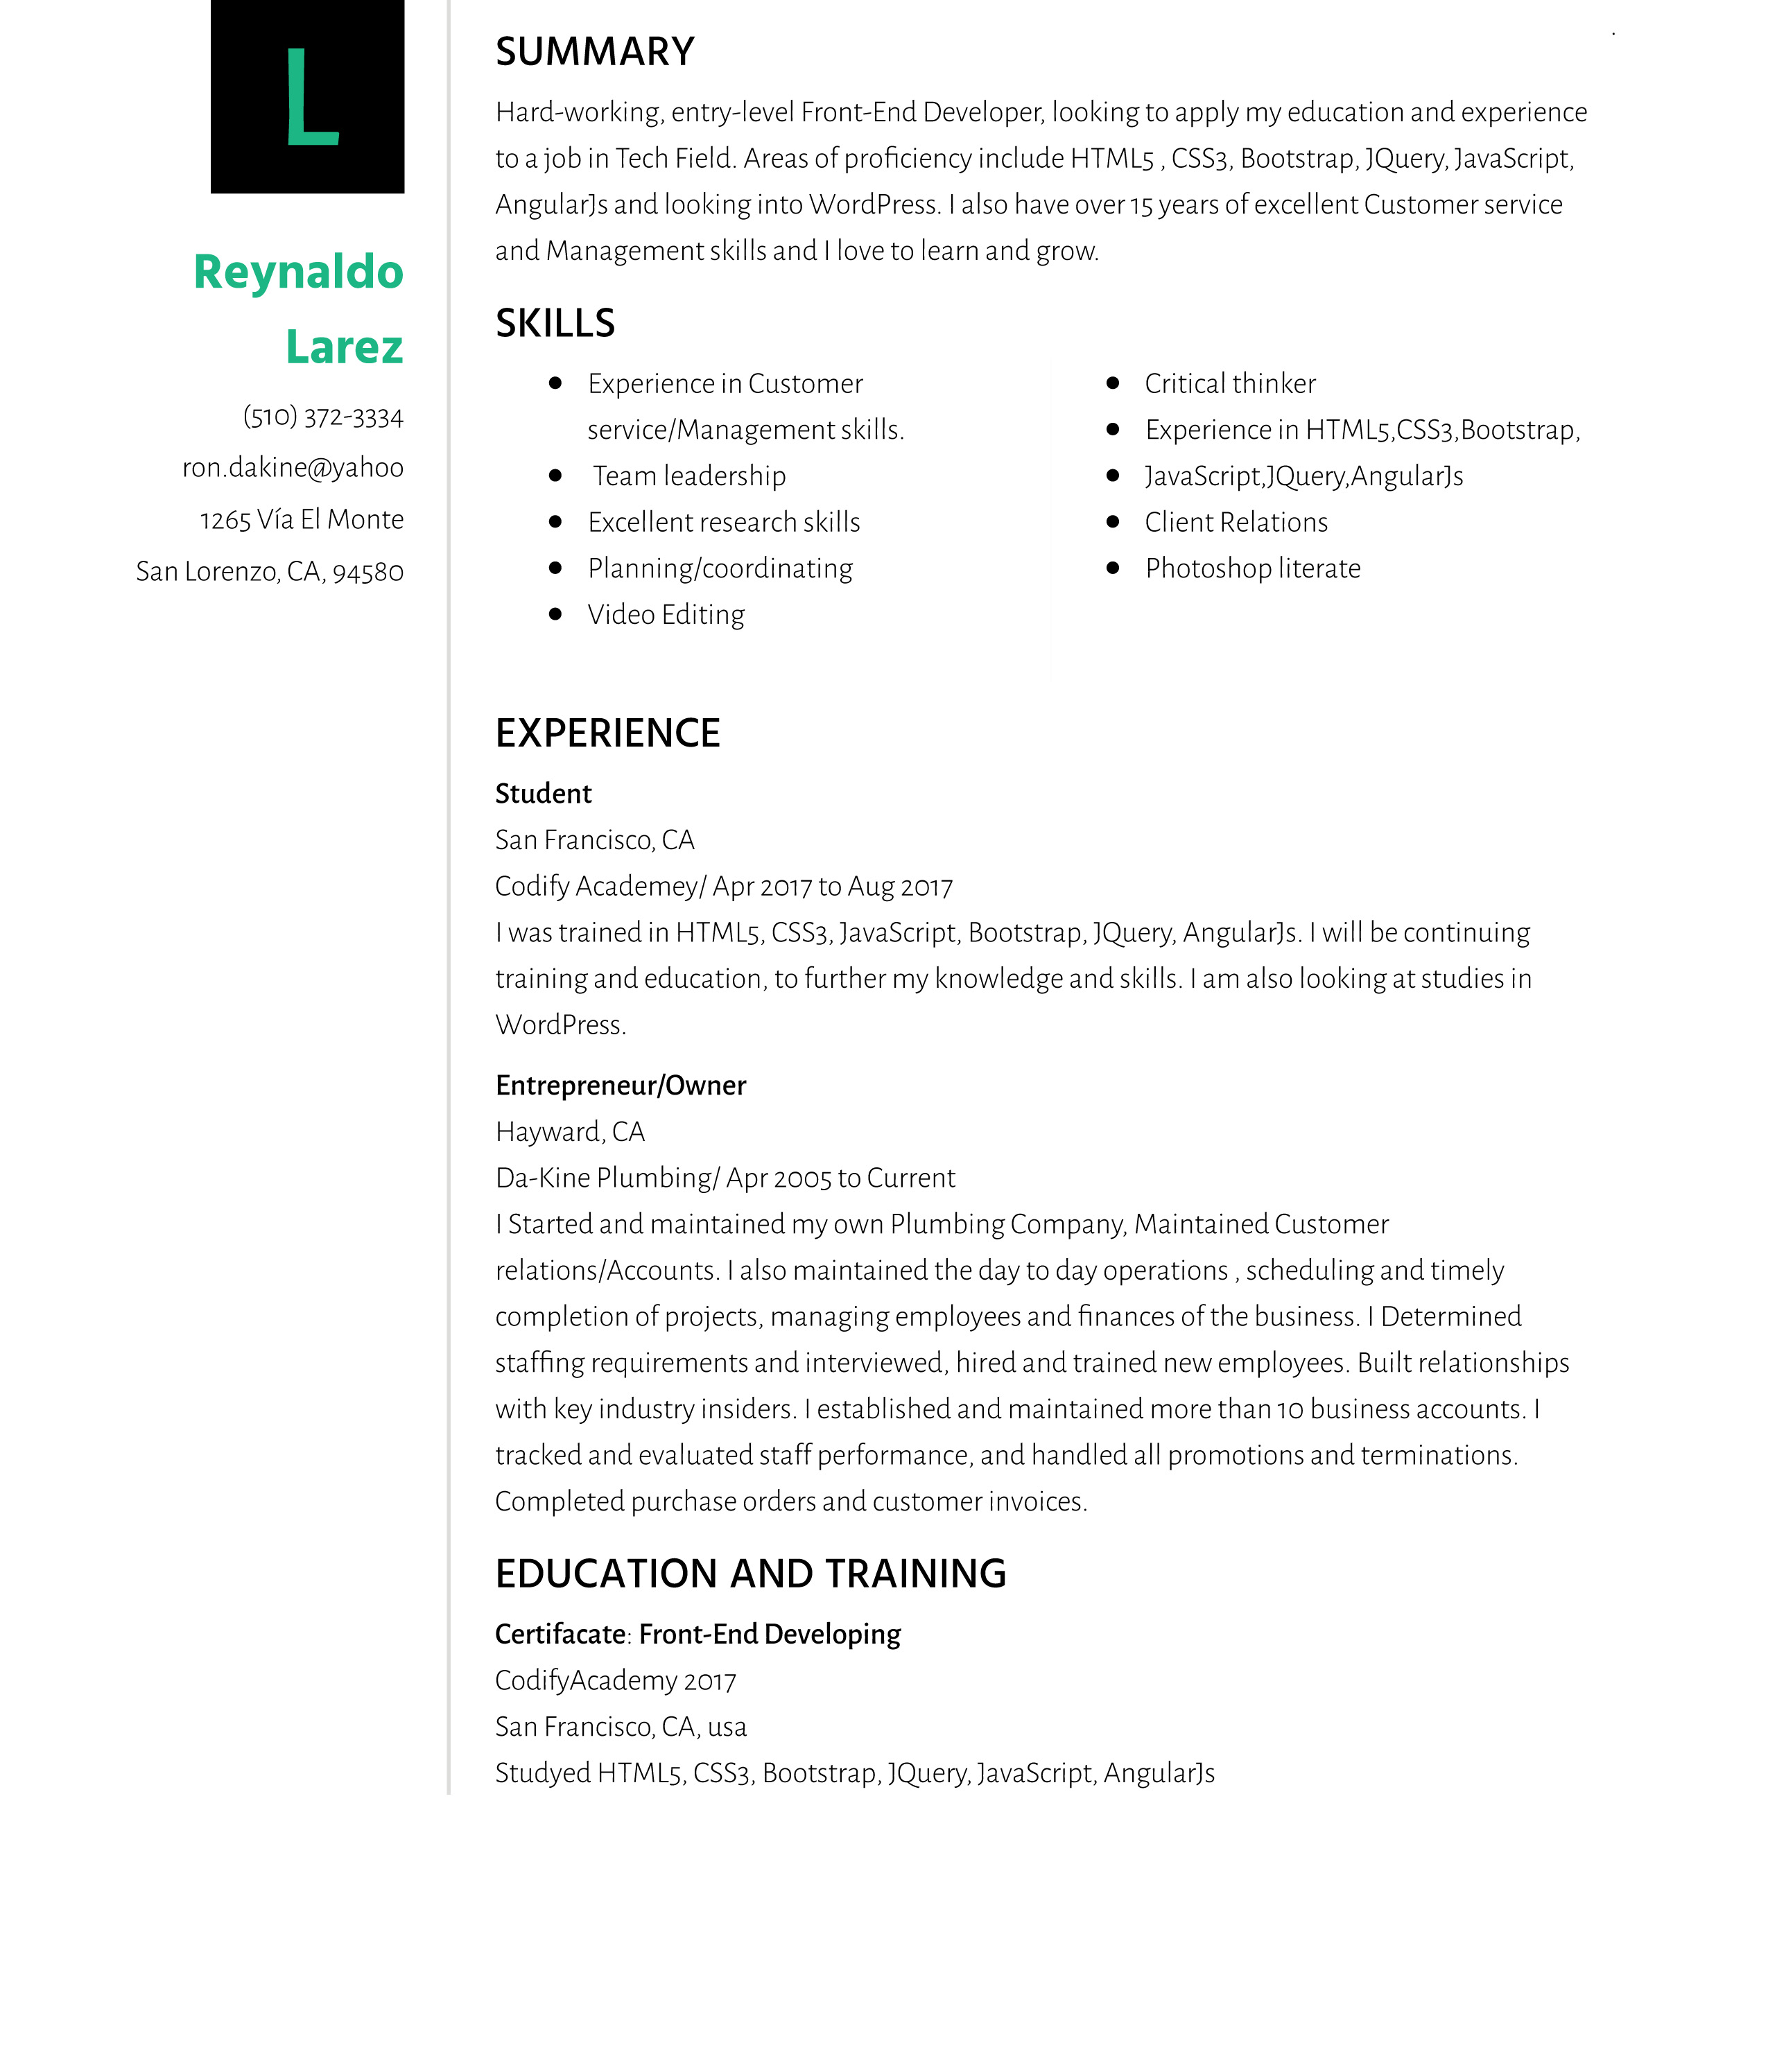 L
Reynaldo
Larez
(510) 372-3334
ron.dakine@yahoo
1265 Vía El Monte
San Lorenzo, CA, 94580
SUMMARY
Hard-working, entry-level Front-End Developer, looking to apply my education and experience
to a job in Tech Field. Areas of proficiency include HTML5 , CSS3, Bootstrap, JQuery, JavaScript,
AngularJs and looking into WordPress. I also have over 15 years of excellent Customer service
and Management skills and I love to learn and grow.
SKILLS
● Experience in Customer
service/Management skills.
● Team leadership
● Excellent research skills
● Planning/coordinating
● Video Editing
● Critical thinker
● Experience in HTML5,CSS3,Bootstrap,
● JavaScript,JQuery,AngularJs
● Client Relations
● Photoshop literate
EXPERIENCE
Student
San Francisco, CA
Codify Academey/ Apr 2017 to Aug 2017
I was trained in HTML5, CSS3, JavaScript, Bootstrap, JQuery, AngularJs. I will be continuing
training and education, to further my knowledge and skills. I am also looking at studies in
WordPress.
Entrepreneur/Owner
Hayward, CA
Da-Kine Plumbing/ Apr 2005 to Current
I Started and maintained my own Plumbing Company, Maintained Customer
relations/Accounts. I also maintained the day to day operations , scheduling and timely
completion of projects, managing employees and finances of the business. I Determined
staffing requirements and interviewed, hired and trained new employees. Built relationships
with key industry insiders. I established and maintained more than 10 business accounts. I
tracked and evaluated staff performance, and handled all promotions and terminations.
Completed purchase orders and customer invoices.
EDUCATION AND TRAINING
Certifacate: Front-End Developing
CodifyAcademy 2017
San Francisco, CA, usa
Studyed HTML5, CSS3, Bootstrap, JQuery, JavaScript, AngularJs